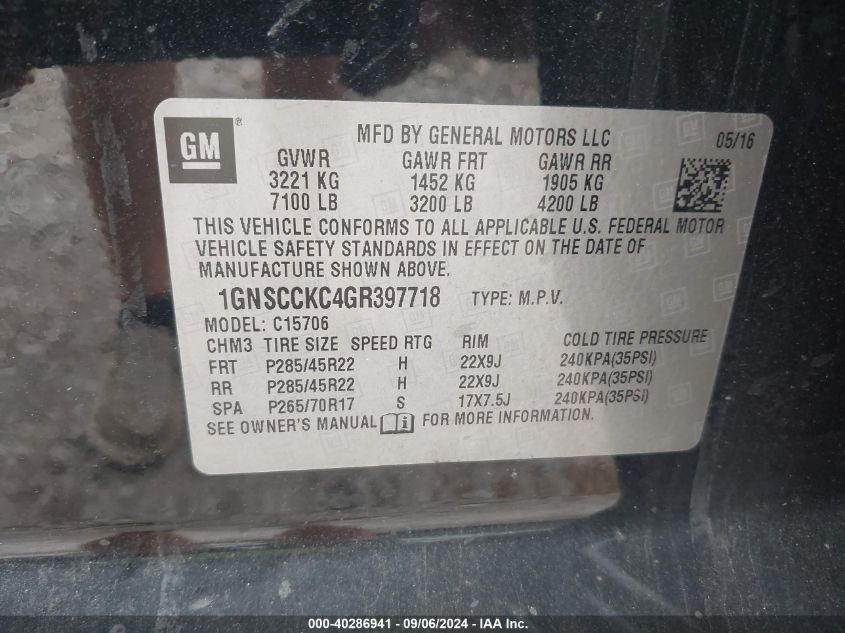 GM®
MFD BY GENERAL MOTORS LLC 05/16
GVWR GAWR FRT GAWR RR
3221 KG 1452 KG 1905 KG
7100 LB 3200 LB 4200 LB
THIS VEHICLE CONFORMS TO ALL APPLICABLE U.S. FEDERAL MOTOR
VEHICLE SAFETY STANDARDS IN EFFECT ON THE DATE OF
MANUFACTURE SHOWN ABOVE.
1GNSCCKC4GR397718 TYPE: M.P.V.
MODEL: C15706
CHM3 TIRE SIZE SPEED RTG RIM COLD TIRE PRESSURE
FRT P285/45R22 H 22X9J 240KPA(35PSI)
RR P285/45R22 H 22X9J 240KPA(35PSI)
SPA P265/70R17 S 17X7.5J 240KPA(35PSI)
SEE OWNER'S MANUAL FOR MORE INFORMATION.
000-40286941 - 09/06/2024 - IAA Inc.